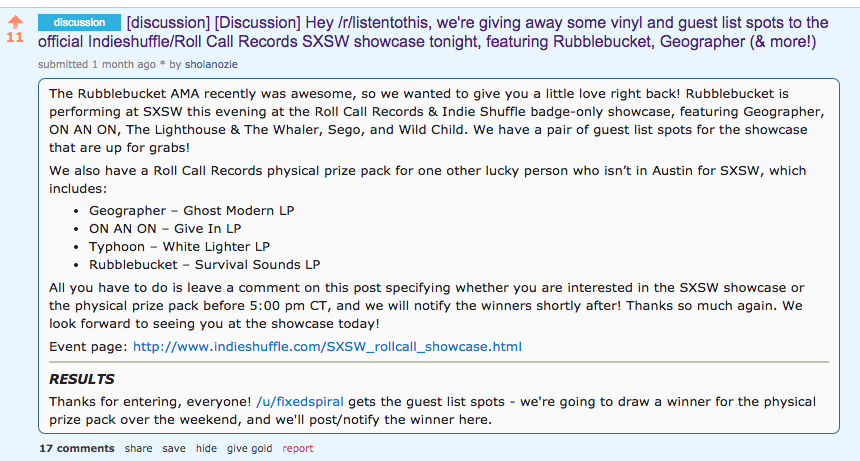 discussion [discussion] [Discussion] Hey /r/listentothis, we're giving away some vinyl and guest list spots to the
11 official Indieshuffle/Roll Call Records SXSW showcase tonight, featuring Rubblebucket, Geographer (& more!)
submitted 1 month ago * by sholanozie
The Rubblebucket AMA recently was awesome, so we wanted to give you a little love right back! Rubblebucket is
performing at SXSW this evening at the Roll Call Records & Indie Shuffle badge-only showcase, featuring Geographer,
ON AN ON, The Lighthouse & The Whaler, Sego, and Wild Child. We have a pair of guest list spots for the showcase
that are up for grabs!
We also have a Roll Call Records physical prize pack for one other lucky person who isn't in Austin for SXSW, which
includes:
• Geographer – Ghost Modern LP
• ON AN ON – Give In LP
• Typhoon – White Lighter LP
• Rubblebucket – Survival Sounds LP
All you have to do is leave a comment on this post specifying whether you are interested in the SXSW showcase or
the physical prize pack before 5:00 pm CT, and we will notify the winners shortly after! Thanks so much again. We
look forward to seeing you at the showcase today!
Event page: http://www.indieshuffle.com/SXSW_rollcall_showcase.html
RESULTS
Thanks for entering, everyone! /u/fixedspiral gets the guest list spots - we're going to draw a winner for the physical
prize pack over the weekend, and we'll post/notify the winner here.
17 comments share save hide give gold report